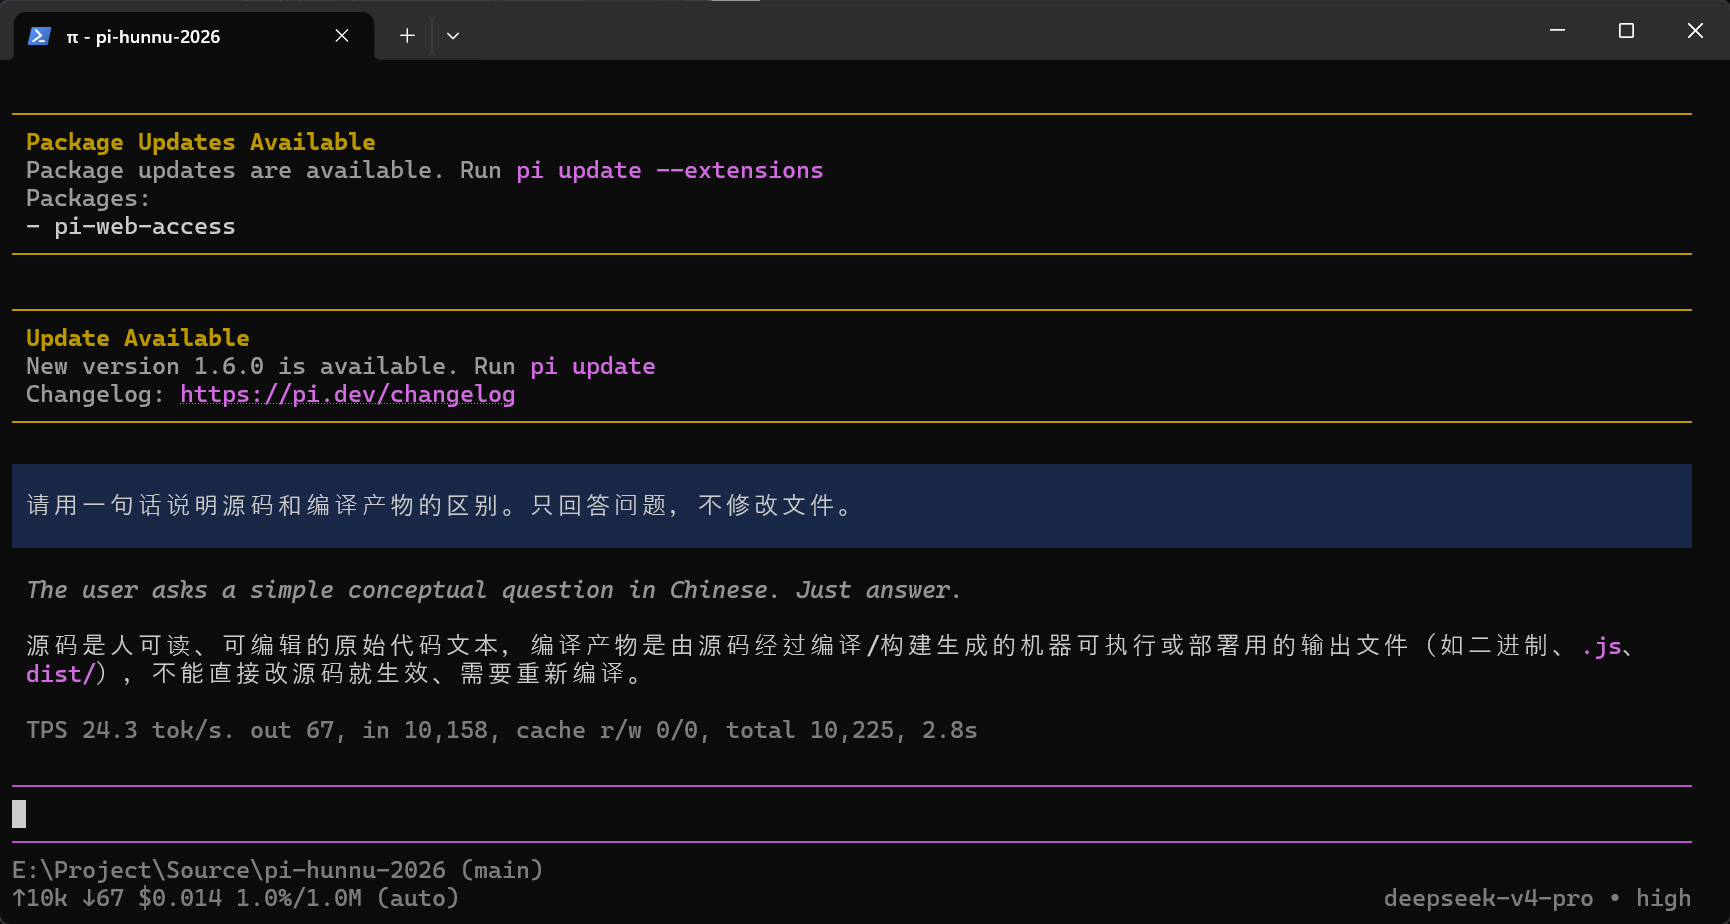 π - pi-hunnu-2026
Package Updates Available
Package updates are available. Run pi update --extensions
Packages:
- pi-web-access
Update Available
New version 1.6.0 is available. Run pi update
Changelog: https://pi.dev/changelog
请用一句话说明源码和编译产物的区别。只回答问题，不修改文件。
The user asks a simple conceptual question in Chinese. Just answer.
源码是人可读、可编辑的原始代码文本，编译产物是由源码经过编译/构建生成的机器可执行或部署用的输出文件（如二进制、.js、
dist/），不能直接改源码就生效、需要重新编译。
TPS 24.3 tok/s. out 67, in 10,158, cache r/w 0/0, total 10,225, 2.8s
E:\Project\Source\pi-hunnu-2026 (main)
↑10k ↓67 $0.014 1.0%/1.0M (auto) deepseek-v4-pro • high